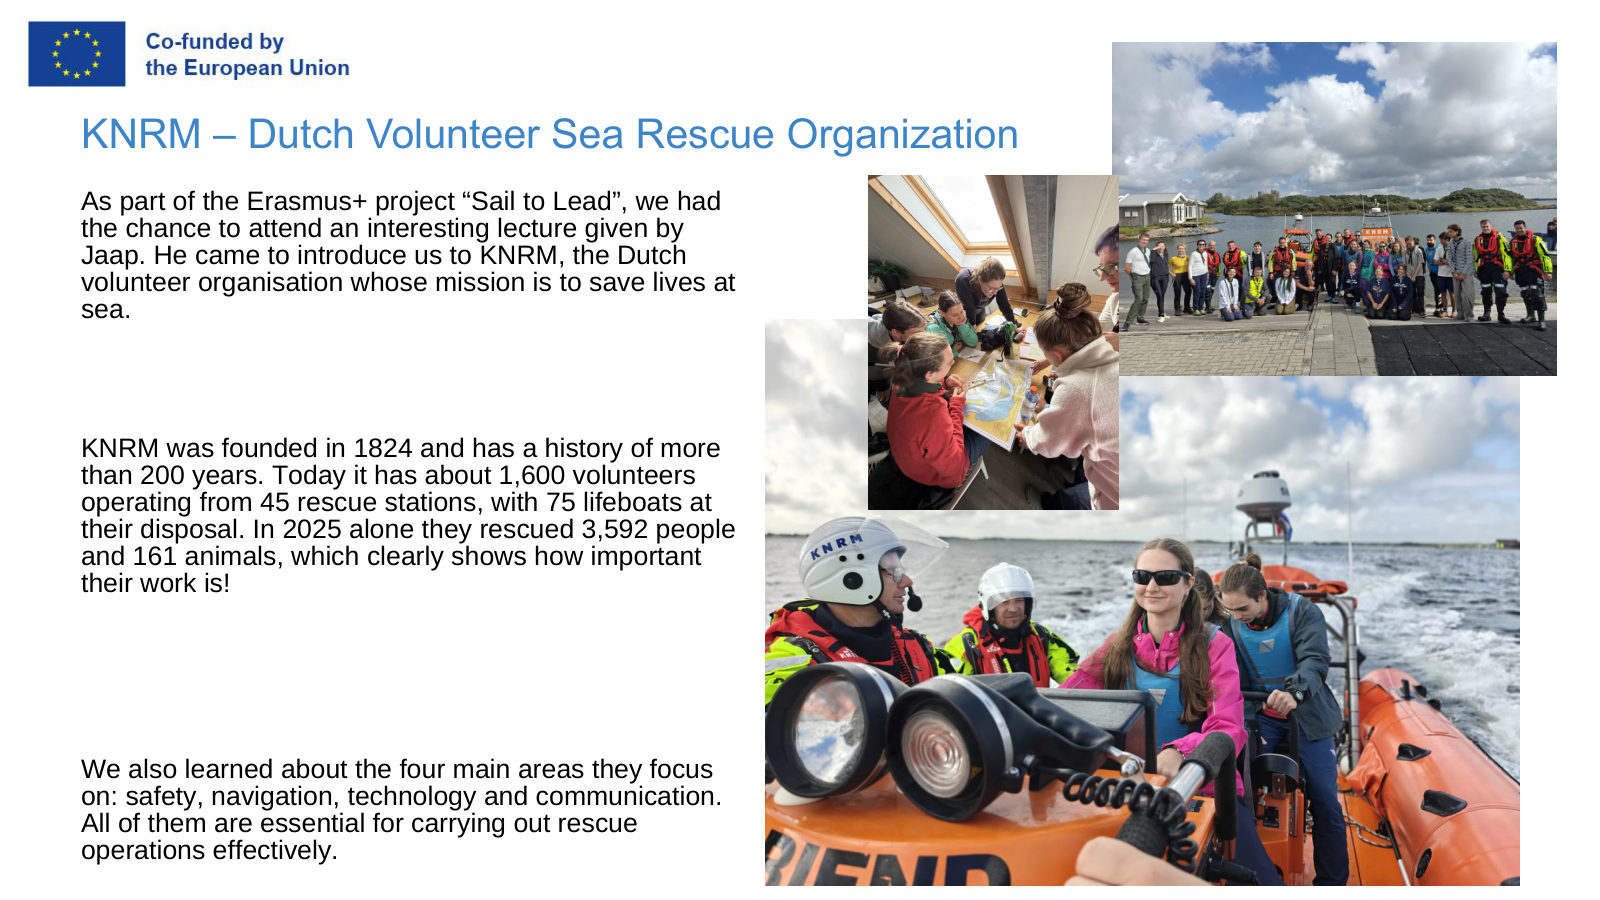 Co-funded by
the European Union
KNRM – Dutch Volunteer Sea Rescue Organization
As part of the Erasmus+ project “Sail to Lead”, we had
the chance to attend an interesting lecture given by
Jaap. He came to introduce us to KNRM, the Dutch
volunteer organisation whose mission is to save lives at
sea.
KNRM was founded in 1824 and has a history of more
than 200 years. Today it has about 1,600 volunteers
operating from 45 rescue stations, with 75 lifeboats at
their disposal. In 2025 alone they rescued 3,592 people
and 161 animals, which clearly shows how important
their work is!
We also learned about the four main areas they focus
on: safety, navigation, technology and communication.
All of them are essential for carrying out rescue
operations effectively.
KNRM
KNRM
RIEND